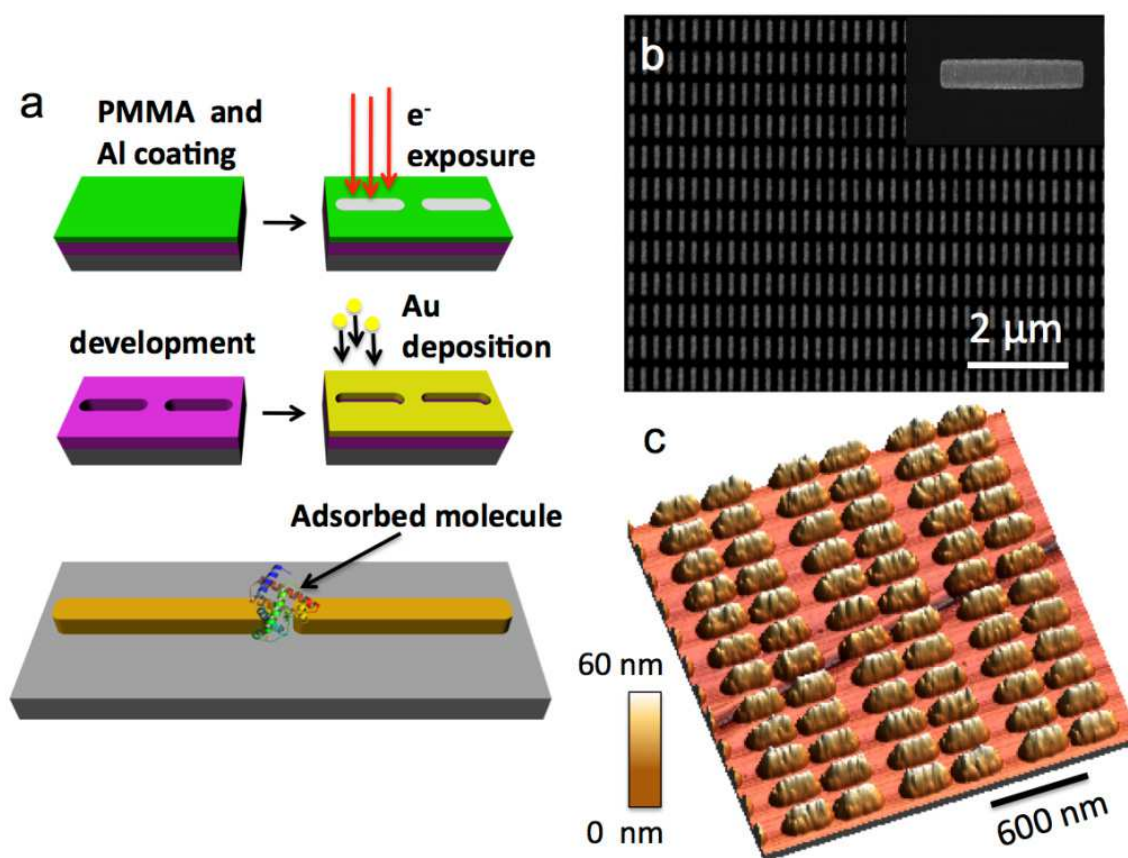 a
PMMA and
Al coating
e⁻
exposure
development
Au
deposition
Adsorbed molecule
b
2 µm
c
60 nm
0 nm
600 nm